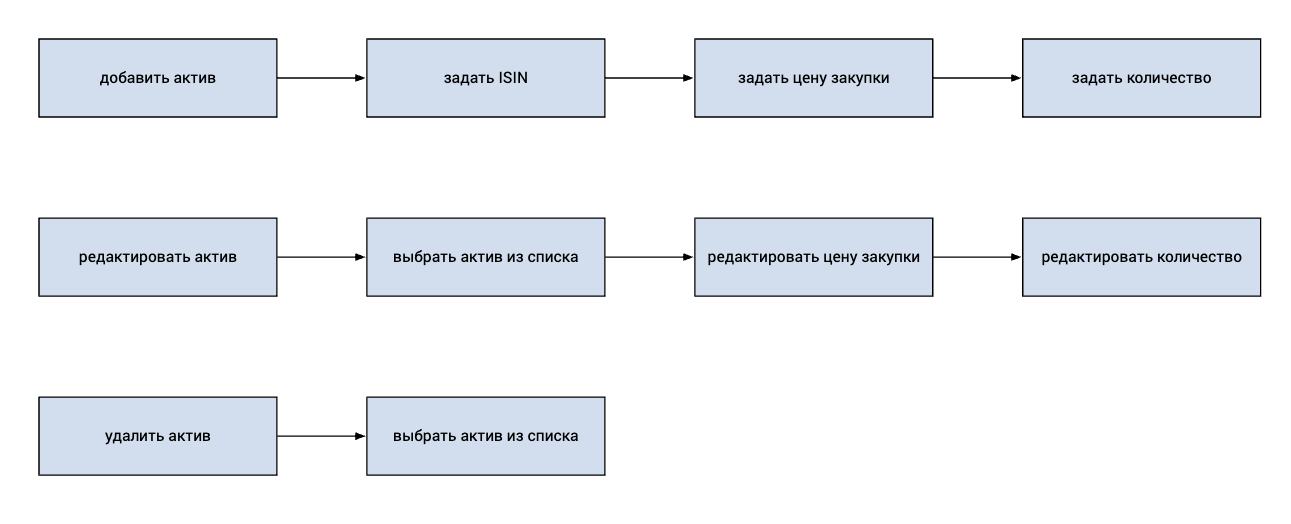 добавить актив
задать ISIN
задать цену закупки
задать количество
редактировать актив
выбрать актив из списка
редактировать цену закупки
редактировать количество
удалить актив
выбрать актив из списка